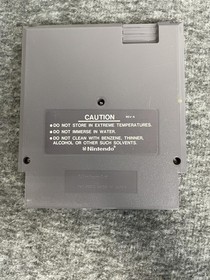 CAUTION
●DO NOT STORE IN EXTREME TEMPERATURES.
●DO NOT IMMERSE IN WATER.
●DO NOT CLEAN WITH BENZENE, THINNER,
ALCOHOL OR OTHER SUCH SOLVENTS.
Nintendo